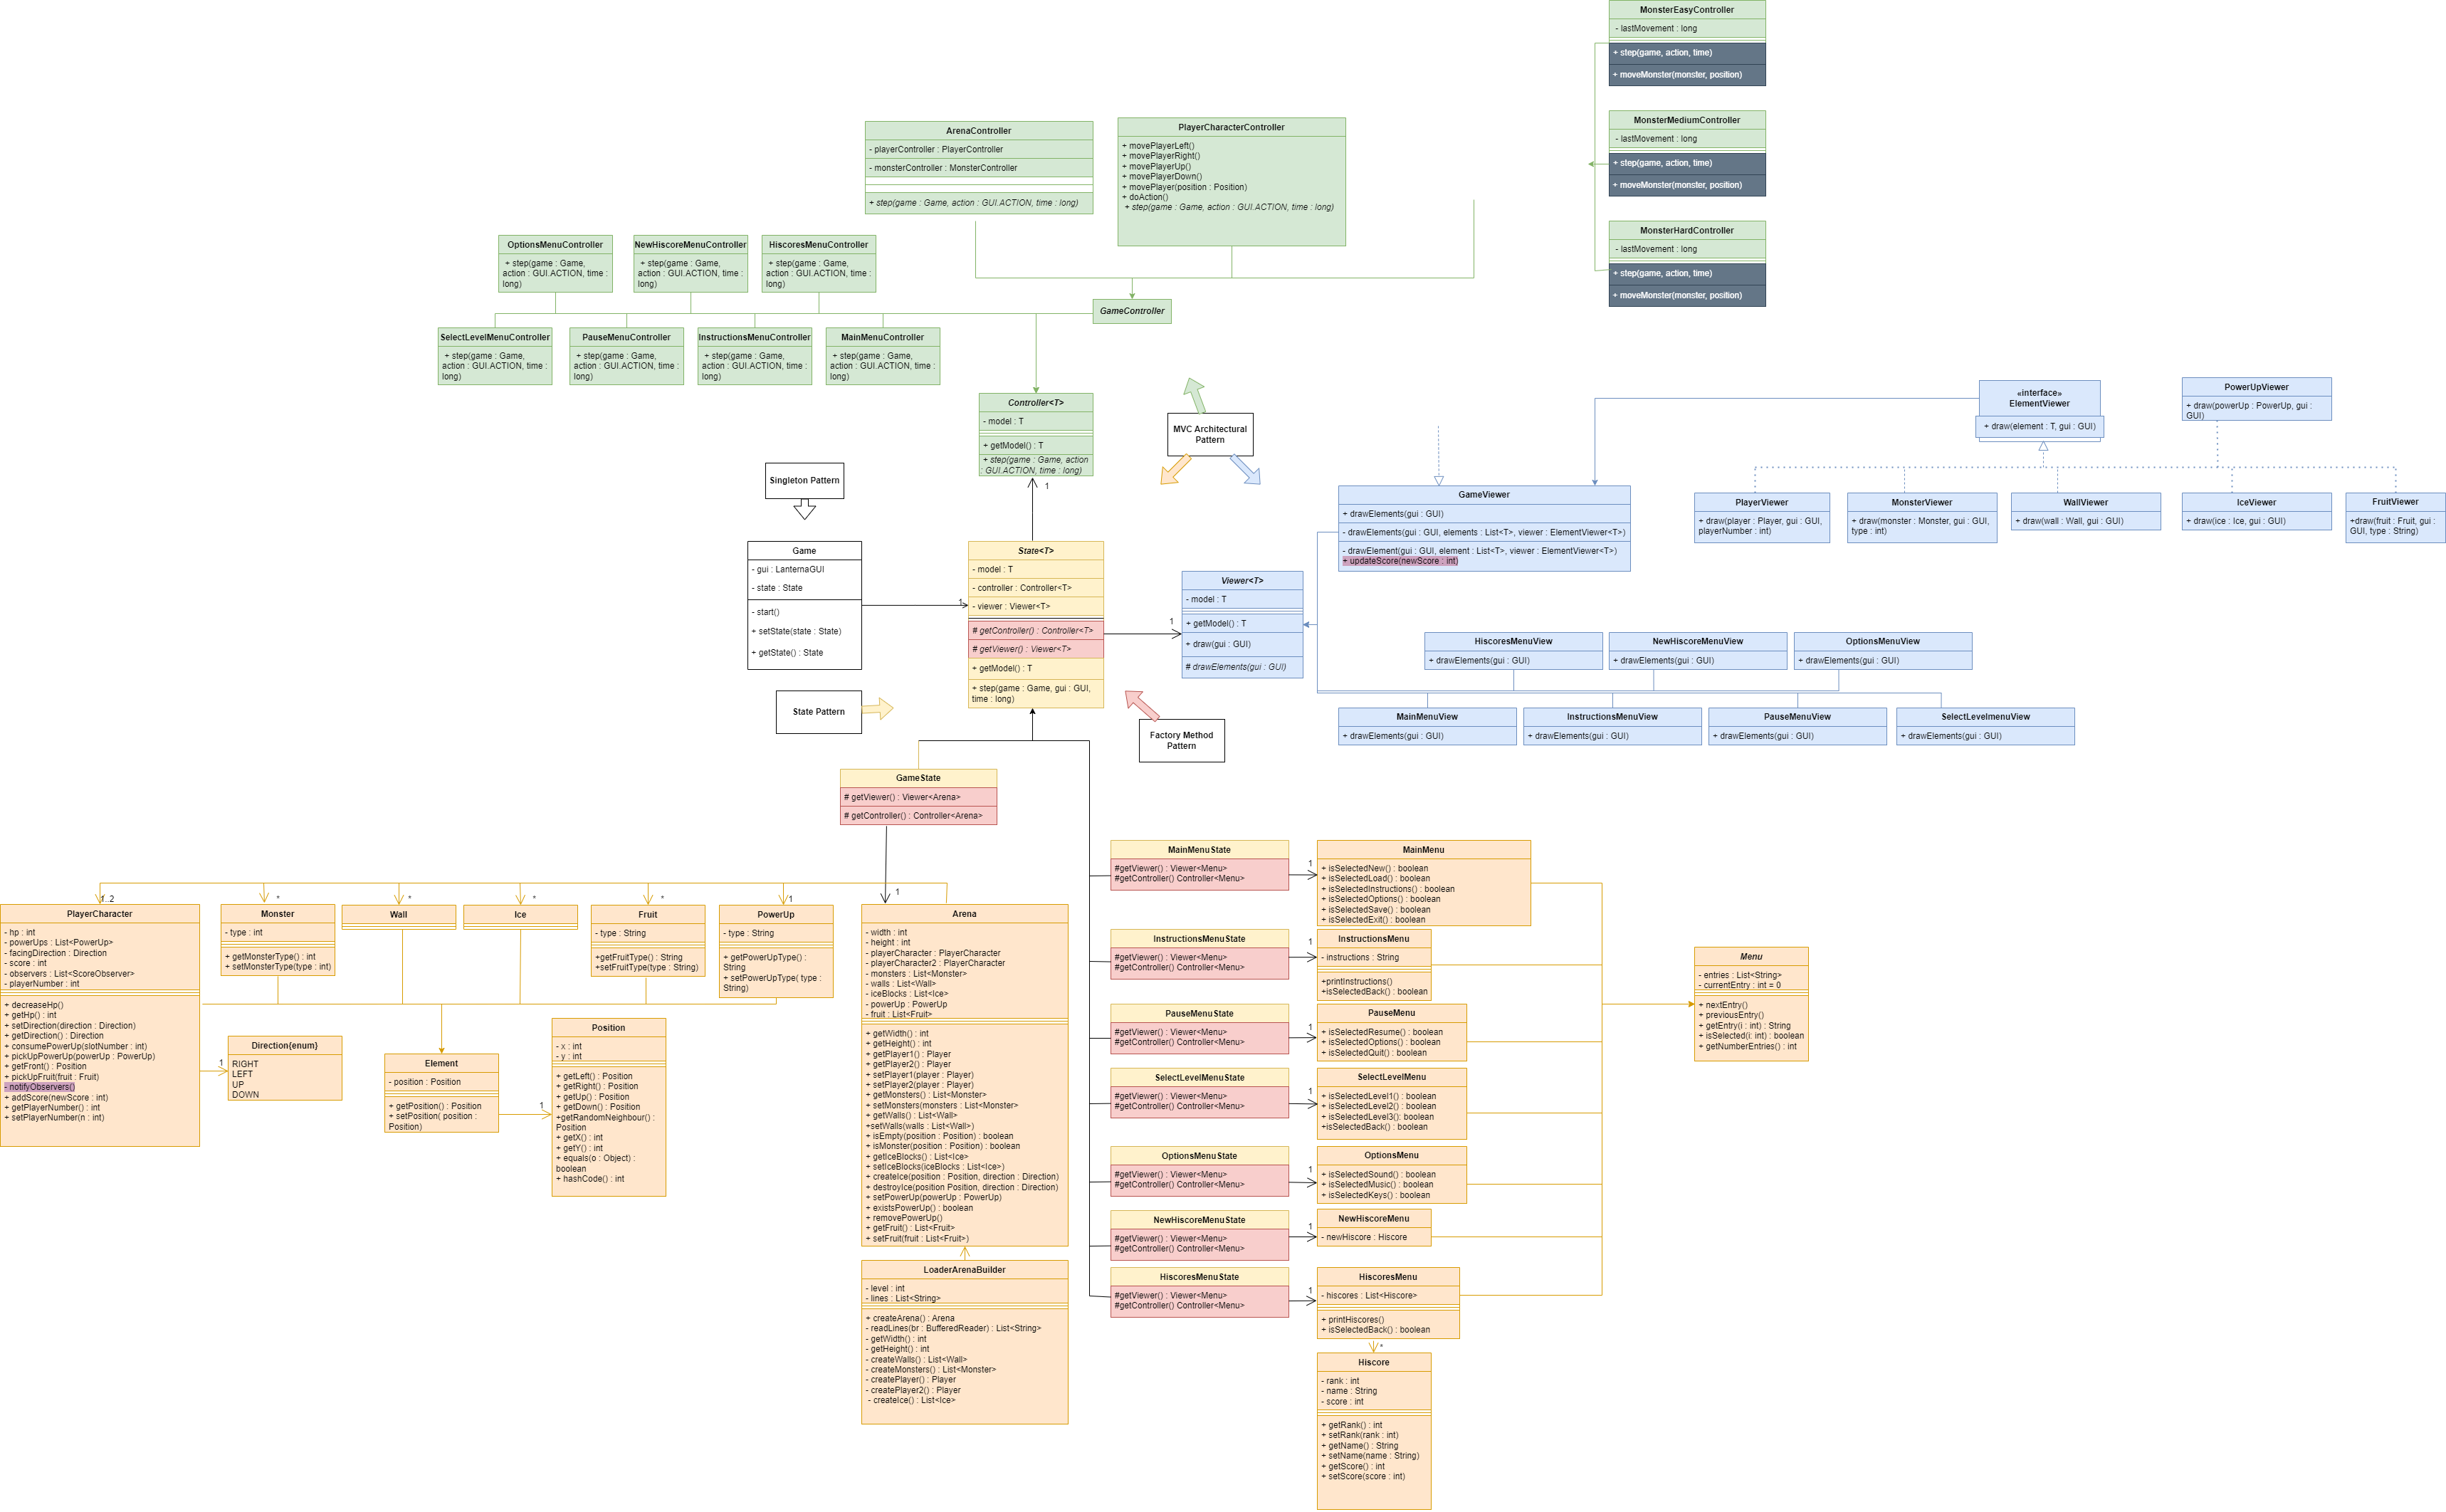 MonsterEasyController
- lastMovement : long
+ step(game, action, time)
+ moveMonster(monster, position)
MonsterMediumController
- lastMovement : long
+ step(game, action, time)
+ moveMonster(monster, position)
MonsterHardController
- lastMovement : long
+ step(game, action, time)
+ moveMonster(monster, position)
ArenaController
- playerController : PlayerController
- monsterController : MonsterController
+ step(game : Game, action : GUI.ACTION, time : long)
PlayerCharacterController
+ movePlayerLeft()
+ movePlayerRight()
+ movePlayerUp()
+ movePlayerDown()
+ movePlayer(position : Position)
+ doAction()
+ step(game : Game, action : GUI.ACTION, time : long)
OptionsMenuController
+ step(game : Game,
action : GUI.ACTION, time :
long)
NewHiscoreMenuController
+ step(game : Game,
action : GUI.ACTION, time :
long)
HiscoresMenuController
+ step(game : Game,
action : GUI.ACTION, time :
long)
GameController
SelectLevelMenuController
+ step(game : Game,
action : GUI.ACTION, time :
long)
PauseMenuController
+ step(game : Game,
action : GUI.ACTION, time :
long)
InstructionsMenuController
+ step(game : Game,
action : GUI.ACTION, time :
long)
MainMenuController
+ step(game : Game,
action : GUI.ACTION, time :
long)
Controller<T>
- model : T
+ getModel() : T
+ step(game : Game, action
: GUI.ACTION, time : long)
1
MVC Architectural
Pattern
Singleton Pattern
«interface»
ElementViewer
+ draw(element : T, gui : GUI)
PowerUpViewer
+ draw(powerUp : PowerUp, gui :
GUI)
GameViewer
+ drawElements(gui : GUI)
- drawElements(gui : GUI, elements : List<T>, viewer : ElementViewer<T>)
- drawElement(gui : GUI, element : List<T>, viewer : ElementViewer<T>)
+ updateScore(newScore : int)
PlayerViewer
+ draw(player : Player, gui : GUI,
playerNumber : int)
MonsterViewer
+ draw(monster : Monster, gui : GUI,
type : int)
WallViewer
+ draw(wall : Wall, gui : GUI)
IceViewer
+ draw(ice : Ice, gui : GUI)
FruitViewer
+draw(fruit : Fruit, gui :
GUI, type : String)
Game
- gui : LanternaGUI
- state : State
- start()
+ setState(state : State)
+ getState() : State
1
State<T>
- model : T
- controller : Controller<T>
- viewer : Viewer<T>
# getController() : Controller<T>
# getViewer() : Viewer<T>
+ getModel() : T
+ step(game : Game, gui : GUI,
time : long)
1
Viewer<T>
- model : T
+ getModel() : T
+ draw(gui : GUI)
# drawElements(gui : GUI)
HiscoresMenuView
+ drawElements(gui : GUI)
NewHiscoreMenuView
+ drawElements(gui : GUI)
OptionsMenuView
+ drawElements(gui : GUI)
MainMenuView
+ drawElements(gui : GUI)
InstructionsMenuView
+ drawElements(gui : GUI)
PauseMenuView
+ drawElements(gui : GUI)
SelectLevelmenuView
+ drawElements(gui : GUI)
State Pattern
Factory Method
Pattern
GameState
# getViewer() : Viewer<Arena>
# getController() : Controller<Arena>
1
1..2
*
*
*
*
1
PlayerCharacter
- hp : int
- powerUps : List<PowerUp>
- facingDirection : Direction
- score : int
- observers : List<ScoreObserver>
- playerNumber : int
+ decreaseHp()
+ getHp() : int
+ setDirection(direction : Direction)
+ getDirection() : Direction
+ consumePowerUp(slotNumber : int)
+ pickUpPowerUp(powerUp : PowerUp)
+ getFront() : Position
+ pickUpFruit(fruit : Fruit)
- notifyObservers()
+ addScore(newScore : int)
+ getPlayerNumber() : int
+ setPlayerNumber(n : int)
Monster
- type : int
+ getMonsterType() : int
+ setMonsterType(type : int)
Wall
Ice
Fruit
- type : String
+getFruitType() : String
+setFruitType(type : String)
PowerUp
- type : String
+ getPowerUpType() :
String
+ setPowerUpType( type :
String)
1
Direction{enum}
RIGHT
LEFT
UP
DOWN
Element
- position : Position
+ getPosition() : Position
+ setPosition( position :
Position)
1
Position
- x : int
- y : int
+ getLeft() : Position
+ getRight() : Position
+ getUp() : Position
+ getDown() : Position
+getRandomNeighbour() :
Position
+ getX() : int
+ getY() : int
+ equals(o : Object) :
boolean
+ hashCode() : int
Arena
- width : int
- height : int
- playerCharacter : PlayerCharacter
- playerCharacter2 : PlayerCharacter
- monsters : List<Monster>
- walls : List<Wall>
- iceBlocks : List<Ice>
- powerUp : PowerUp
- fruit : List<Fruit>
+ getWidth() : int
+ getHeight() : int
+ getPlayer1() : Player
+ getPlayer2() : Player
+ setPlayer1(player : Player)
+ setPlayer2(player : Player)
+ getMonsters() : List<Monster>
+ setMonsters(monsters : List<Monster>
+ getWalls() : List<Wall>
+setWalls(walls : List<Wall>)
+ isEmpty(position : Position) : boolean
+ isMonster(position : Position) : boolean
+ getIceBlocks() : List<Ice>
+ setIceBlocks(iceBlocks : List<Ice>)
+ createIce(position : Position, direction : Direction)
+ destroyIce(position Position, direction : Direction)
+ setPowerUp(powerUp : PowerUp)
+ existsPowerUp() : boolean
+ removePowerUp()
+ getFruit() : List<Fruit>
+ setFruit(fruit : List<Fruit>)
LoaderArenaBuilder
- level : int
- lines : List<String>
+ createArena() : Arena
- readLines(br : BufferedReader) : List<String>
- getWidth() : int
- getHeight() : int
- createWalls() : List<Wall>
- createMonsters() : List<Monster>
- createPlayer() : Player
- createPlayer2() : Player
- createIce() : List<Ice>
MainMenuState
#getViewer() : Viewer<Menu>
#getController() Controller<Menu>
1
MainMenu
+ isSelectedNew() : boolean
+ isSelectedLoad() : boolean
+ isSelectedInstructions() : boolean
+ isSelectedOptions() : boolean
+ isSelectedSave() : boolean
+ isSelectedExit() : boolean
InstructionsMenuState
#getViewer() : Viewer<Menu>
#getController() Controller<Menu>
1
InstructionsMenu
- instructions : String
+printInstructions()
+isSelectedBack() : boolean
PauseMenuState
#getViewer() : Viewer<Menu>
#getController() Controller<Menu>
1
PauseMenu
+ isSelectedResume() : boolean
+ isSelectedOptions() : boolean
+ isSelectedQuit() : boolean
SelectLevelMenuState
#getViewer() : Viewer<Menu>
#getController() Controller<Menu>
1
SelectLevelMenu
+ isSelectedLevel1() : boolean
+ isSelectedLevel2() : boolean
+ isSelectedLevel3(): boolean
+isSelectedBack() : boolean
OptionsMenuState
#getViewer() : Viewer<Menu>
#getController() Controller<Menu>
1
OptionsMenu
+ isSelectedSound() : boolean
+ isSelectedMusic() : boolean
+ isSelectedKeys() : boolean
NewHiscoreMenuState
#getViewer() : Viewer<Menu>
#getController() Controller<Menu>
1
NewHiscoreMenu
- newHiscore : Hiscore
HiscoresMenuState
#getViewer() : Viewer<Menu>
#getController() Controller<Menu>
1
HiscoresMenu
- hiscores : List<Hiscore>
+ printHiscores()
+ isSelectedBack() : boolean
*
Hiscore
- rank : int
- name : String
- score : int
+ getRank() : int
+ setRank(rank : int)
+ getName() : String
+ setName(name : String)
+ getScore() : int
+ setScore(score : int)
Menu
- entries : List<String>
- currentEntry : int = 0
+ nextEntry()
+ previousEntry()
+ getEntry(i : int) : String
+ isSelected(i: int) : boolean
+ getNumberEntries() : int